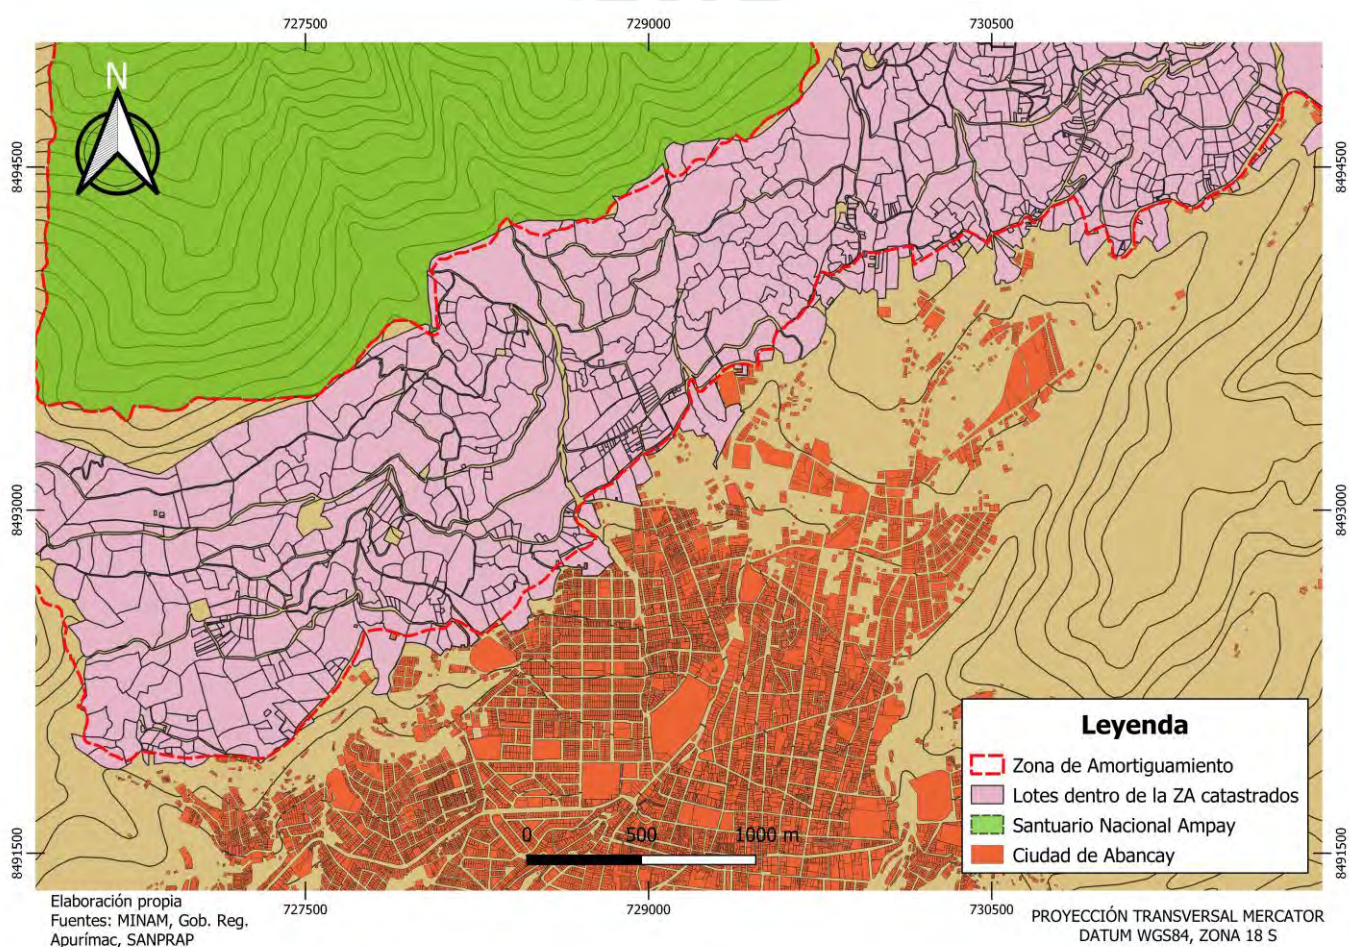 727500 729000 730500
N
8494500 8494500
8493000 8493000
Leyenda
Zona de Amortiguamiento
Lotes dentro de la ZA catastrados
Santuario Nacional Ampay
Ciudad de Abancay
0 500 1000 m
8491500 8491500
727500 729000 730500
Elaboración propia
Fuentes: MINAM, Gob. Reg.
Apurímac, SANPRAP
PROYECCIÓN TRANSVERSAL MERCATOR
DATUM WGS84, ZONA 18 S